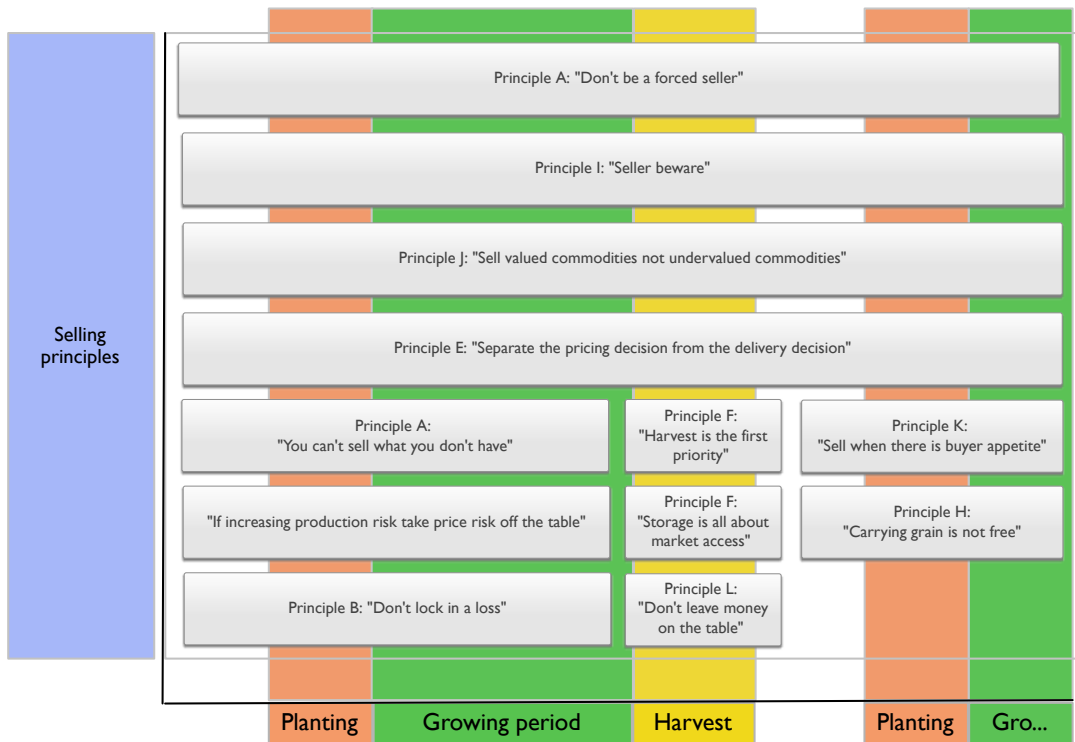 Principle A: "Don't be a forced seller"
Principle I: "Seller beware"
Principle J: "Sell valued commodities not undervalued commodities"
Selling
principles
Principle E: "Separate the pricing decision from the delivery decision"
Principle A:
"You can't sell what you don't have"
Principle F:
"Harvest is the first
priority"
Principle K:
"Sell when there is buyer appetite"
"If increasing production risk take price risk off the table"
Principle F:
"Storage is all about
market access"
Principle H:
"Carrying grain is not free"
Principle B: "Don't lock in a loss"
Principle L:
"Don't leave money
on the table"
Planting
Growing period
Harvest
Planting
Gro...